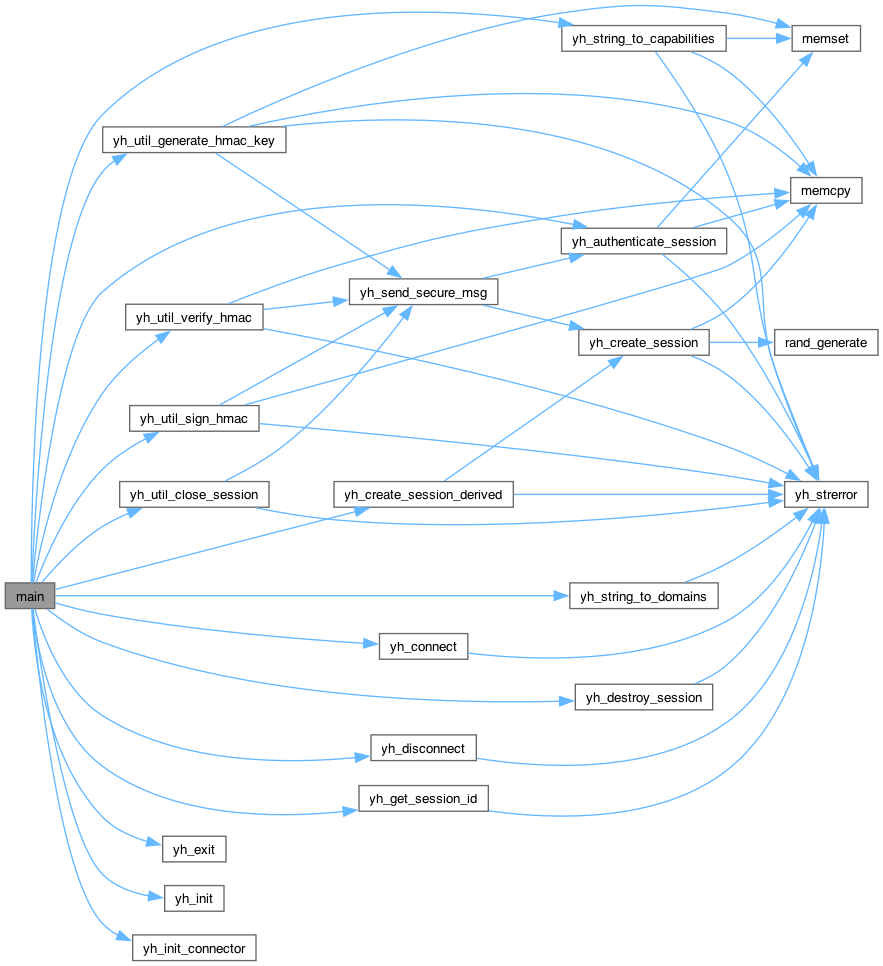 yh_string_to_capabilities
memset
yh_util_generate_hmac_key
memcpy
yh_authenticate_session
yh_send_secure_msg
yh_util_verify_hmac
yh_create_session
rand_generate
yh_util_sign_hmac
yh_util_close_session
yh_create_session_derived
yh_strerror
main
yh_string_to_domains
yh_connect
yh_destroy_session
yh_disconnect
yh_get_session_id
yh_exit
yh_init
yh_init_connector